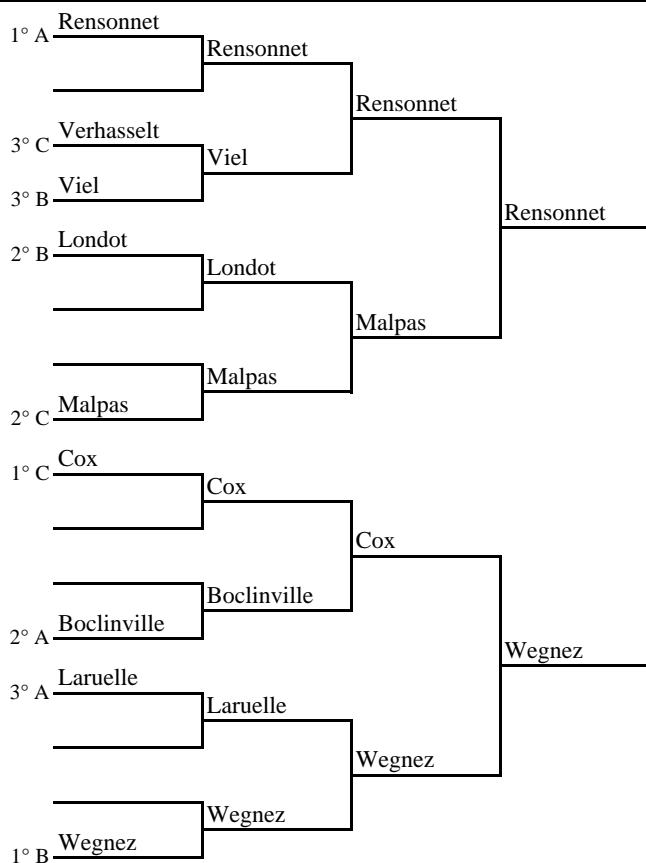 Rensonnet
1° A
Rensonnet
Rensonnet
Verhasselt
3° C
Viel
Viel
3° B
Rensonnet
Londot
2° B
Londot
Malpas
Malpas
Malpas
2° C
Cox
1° C
Cox
Cox
Boclinville
Boclinville
2° A
Wegnez
Laruelle
3° A
Laruelle
Wegnez
Wegnez
Wegnez
1° B